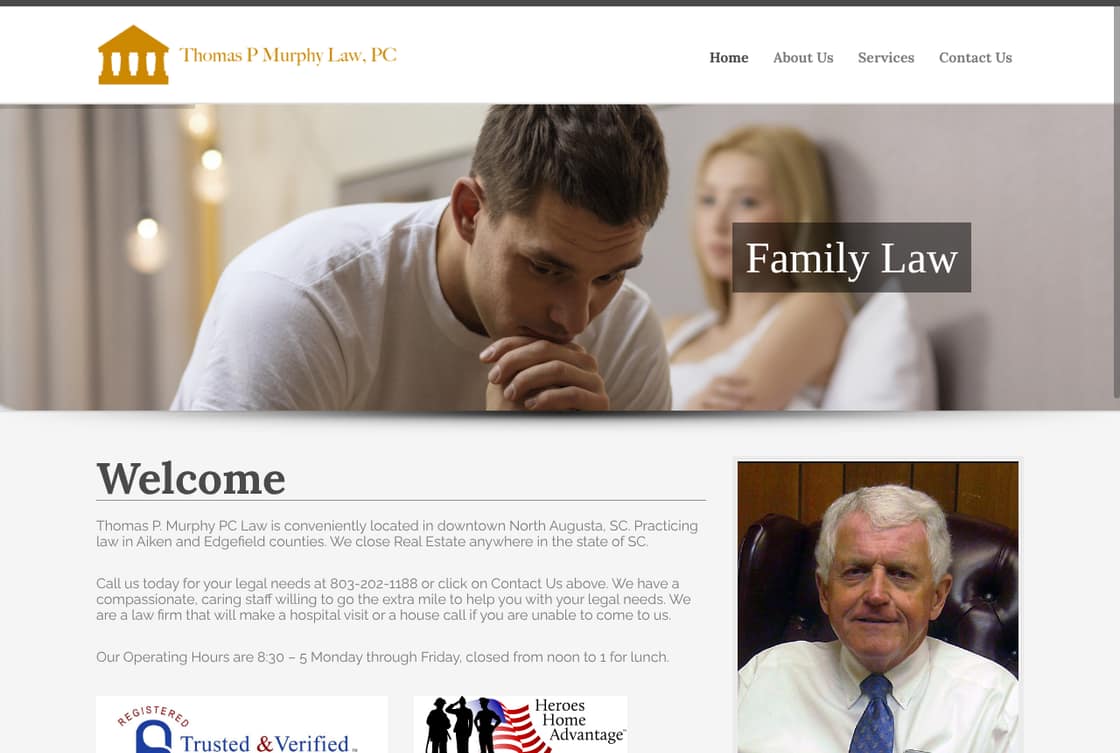 Thomas P Murphy Law, PC
Home
About Us
Services
Contact Us
Family Law
Welcome
Thomas P. Murphy PC Law is conveniently located in downtown North Augusta, SC. Practicing
law in Aiken and Edgefield counties. We close Real Estate anywhere in the state of SC.
Call us today for your legal needs at 803-202-1188 or click on Contact Us above. We have a
compassionate, caring staff willing to go the extra mile to help you with your legal needs. We
are a law firm that will make a hospital visit or a house call if you are unable to come to us.
Our Operating Hours are 8:30 – 5 Monday through Friday, closed from noon to 1 for lunch.
REGISTERED
Trusted & Verified™
Heroes
Home
Advantage™